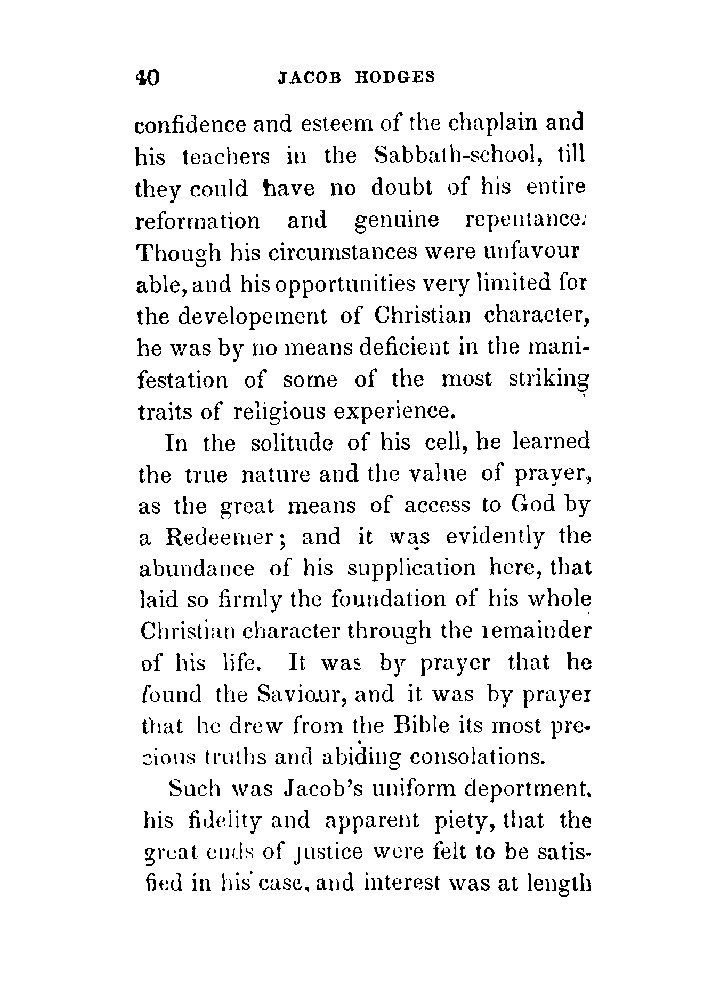 40 JACOB HODGES
confidence and esteem of the chaplain and
his teachers in the Sabbath-school, till
they could have no doubt of his entire
reformation and genuine repentance.
Though his circumstances were unfavour
able, and his opportunities very limited for
the developement of Christian character,
he was by no means deficient in the mani-
festation of some of the most striking
traits of religious experience.
In the solitude of his cell, he learned
the true nature and the value of prayer,
as the great means of access to God by
a Redeemer; and it was evidently the
abundance of his supplication here, that
laid so firmly the foundation of his whole
Christian character through the remainder
of his life. It was by prayer that he
found the Saviour, and it was by prayer
that he drew from the Bible its most pre-
cious truths and abiding consolations.
Such was Jacob's uniform deportment,
his fidelity and apparent piety, that the
great ends of justice were felt to be satis-
fied in his case, and interest was at length